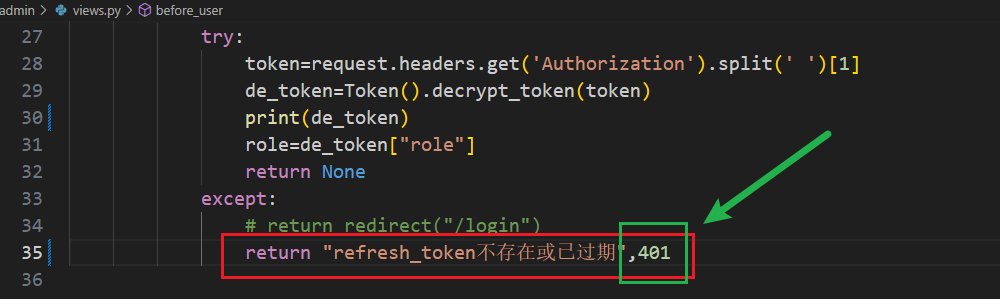 admin > views.py > before_user
27 try:
28 token=request.headers.get('Authorization').split(' ')[1]
29 de_token=Token().decrypt_token(token)
30 print(de_token)
31 role=de_token["role"]
32 return None
33 except:
34 # return redirect("/login")
35 return "refresh_token不存在或已过期",401
36